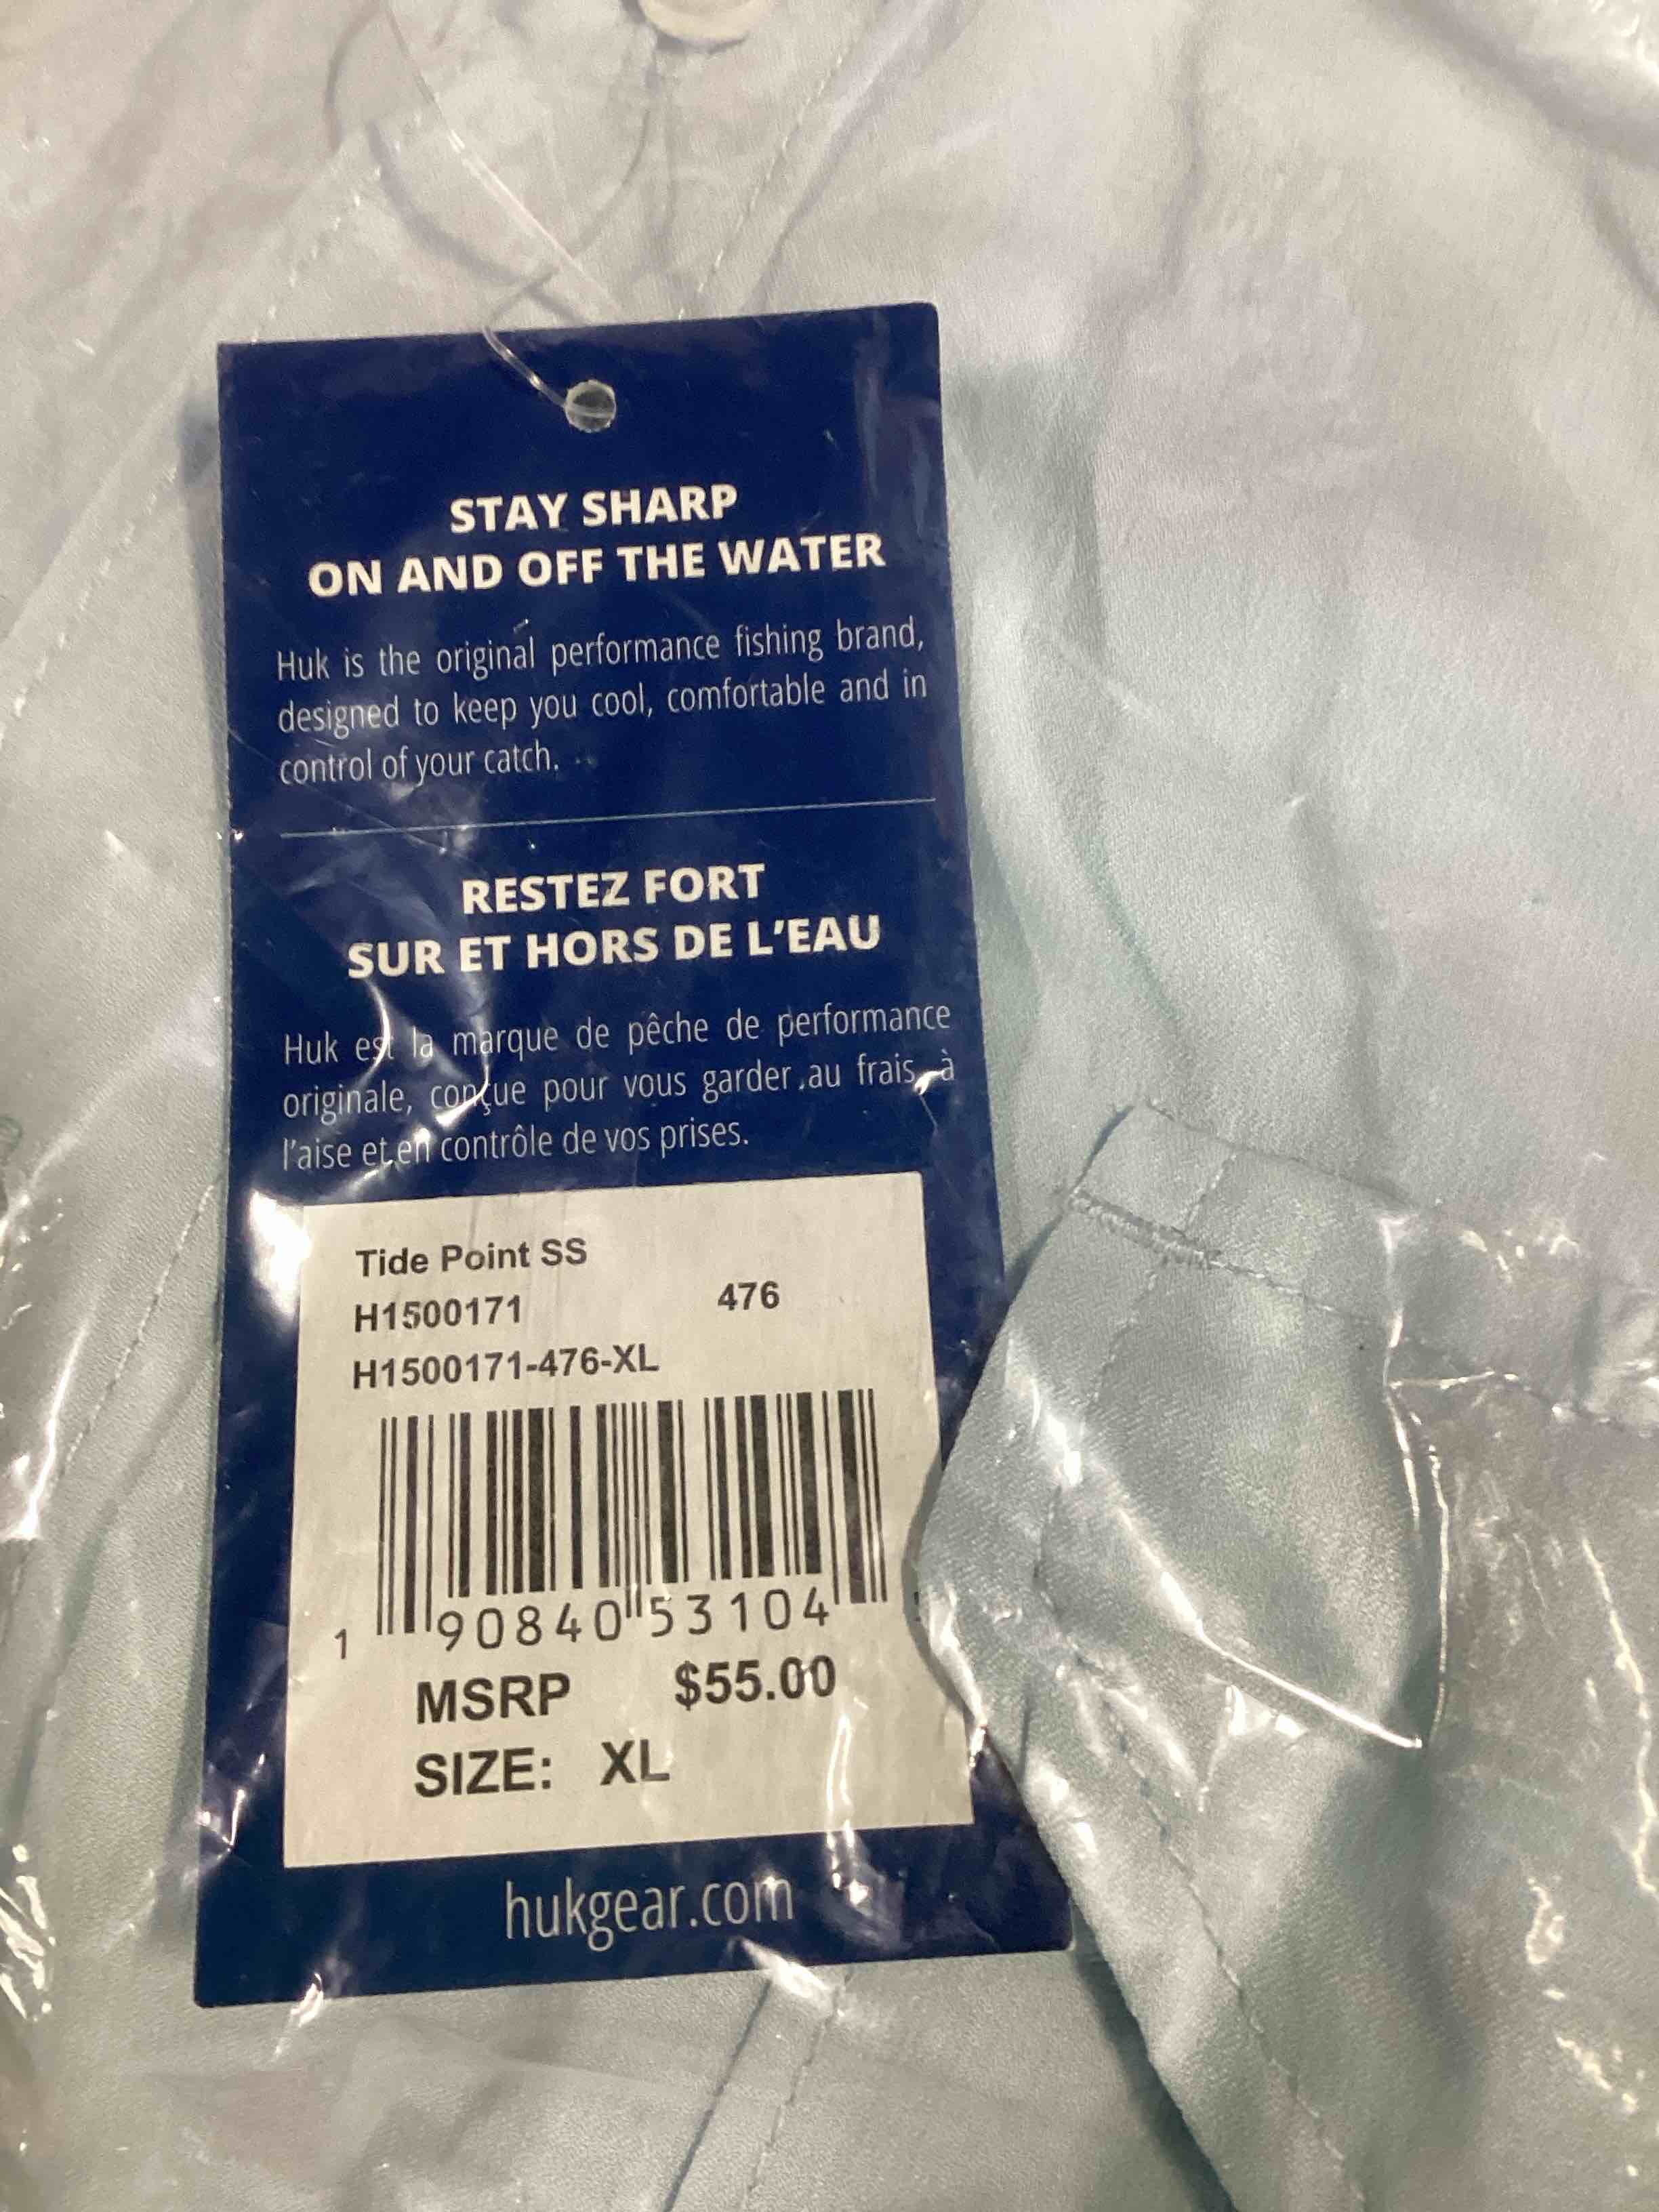 STAY SHARP
ON AND OFF THE WATER
Huk is the original performance fishing brand,
designed to keep you cool, comfortable and in
control of your catch.
RESTEZ FORT
SUR ET HORS DE L'EAU
Huk est la marque de pêche de performance
originale, conçue pour vous garder au frais, à
l'aise et en contrôle de vos prises.
Tide Point SS
H1500171 476
H1500171-476-XL
1 90840 53104
MSRP $55.00
SIZE: XL
hukgear.com